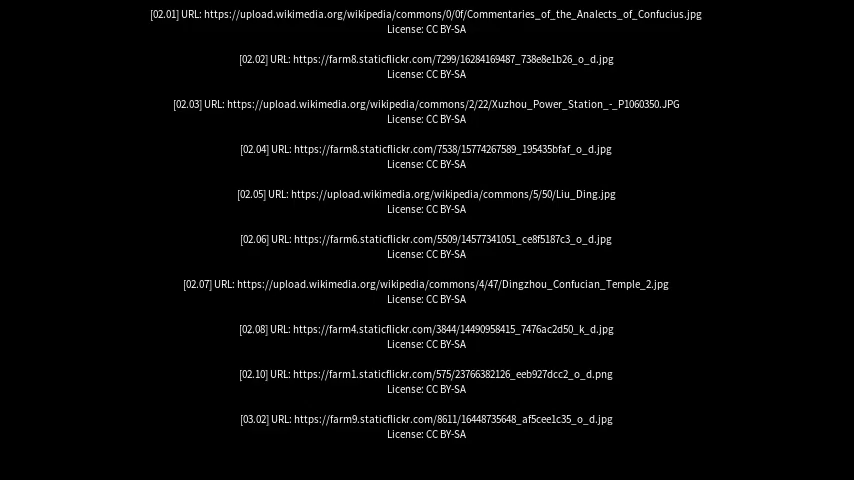 [02.01] URL: https://upload.wikimedia.org/wikipedia/commons/0/0f/Commentaries_of_the_Analects_of_Confucius.jpg
License: CC BY-SA
[02.02] URL: https://farm8.staticflickr.com/7299/16284169487_738e8e1b26_o_d.jpg
License: CC BY-SA
[02.03] URL: https://upload.wikimedia.org/wikipedia/commons/2/22/Xuzhou_Power_Station_-_P1060350.JPG
License: CC BY-SA
[02.04] URL: https://farm8.staticflickr.com/7538/15774267589_195435bfaf_o_d.jpg
License: CC BY-SA
[02.05] URL: https://upload.wikimedia.org/wikipedia/commons/5/50/Liu_Ding.jpg
License: CC BY-SA
[02.06] URL: https://farm6.staticflickr.com/5509/14577341051_ce8f5187c3_o_d.jpg
License: CC BY-SA
[02.07] URL: https://upload.wikimedia.org/wikipedia/commons/4/47/Dingzhou_Confucian_Temple_2.jpg
License: CC BY-SA
[02.08] URL: https://farm4.staticflickr.com/3844/14490958415_7476ac2d50_k_d.jpg
License: CC BY-SA
[02.10] URL: https://farm1.staticflickr.com/575/23766382126_eeb927dcc2_o_d.png
License: CC BY-SA
[03.02] URL: https://farm9.staticflickr.com/8611/16448735648_af5cee1c35_o_d.jpg
License: CC BY-SA